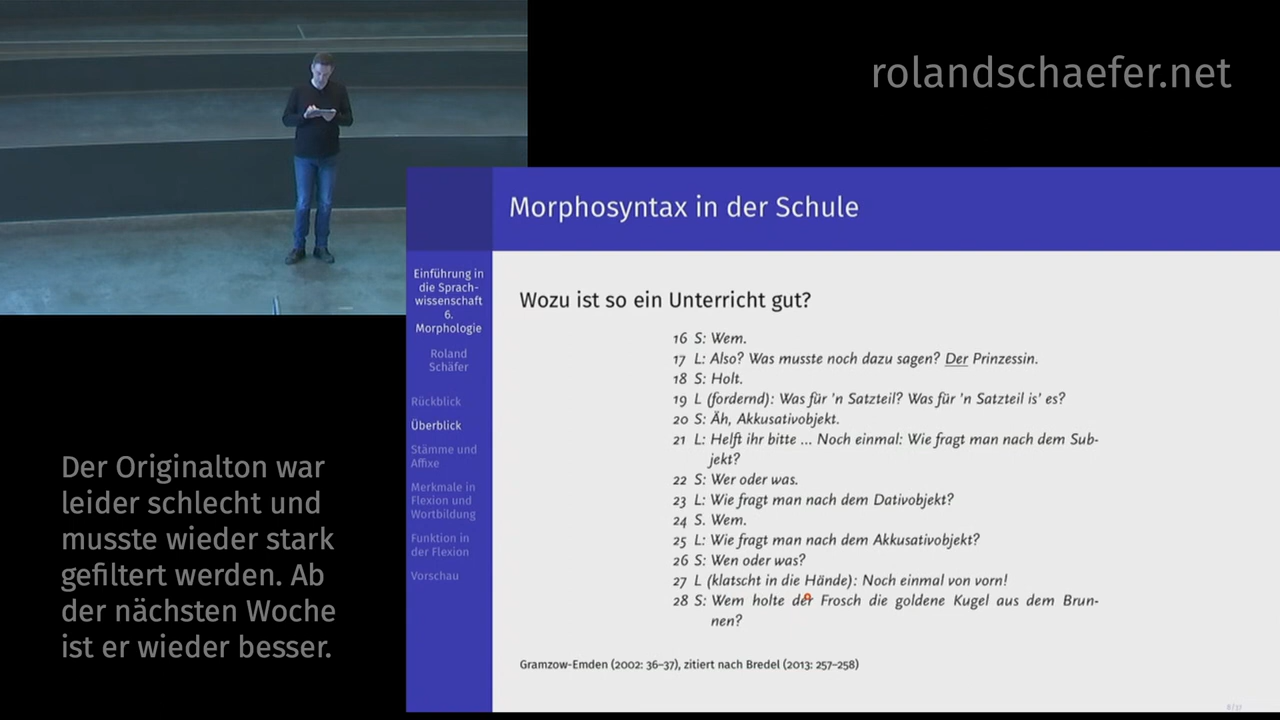 rolandschaefer.net
Morphosyntax in der Schule
Einführung in
die Sprach-
wissenschaft
6.
Morphologie
Roland
Schäfer
Rückblick
Überblick
Stämme und
Affixe
Merkmale in
Flexion und
Wortbildung
Funktion in
der Flexion
Vorschau
Wozu ist so ein Unterricht gut?
16 S: Wem.
17 L: Also? Was musste noch dazu sagen? Der Prinzessin.
18 S: Holt.
19 L (fordernd): Was für 'n Satzteil? Was für 'n Satzteil is' es?
20 S: Äh, Akkusativobjekt.
21 L: Helft ihr bitte ... Noch einmal: Wie fragt man nach dem Sub-
jekt?
22 S: Wer oder was.
23 L: Wie fragt man nach dem Dativobjekt?
24 S. Wem.
25 L: Wie fragt man nach dem Akkusativobjekt?
26 S: Wen oder was?
27 L (klatscht in die Hände): Noch einmal von vorn!
28 S: Wem holte der Frosch die goldene Kugel aus dem Brun-
nen?
Gramzow-Emden (2002: 36–37), zitiert nach Bredel (2013: 257–258)
Der Originalton war
leider schlecht und
musste wieder stark
gefiltert werden. Ab
der nächsten Woche
ist er wieder besser.